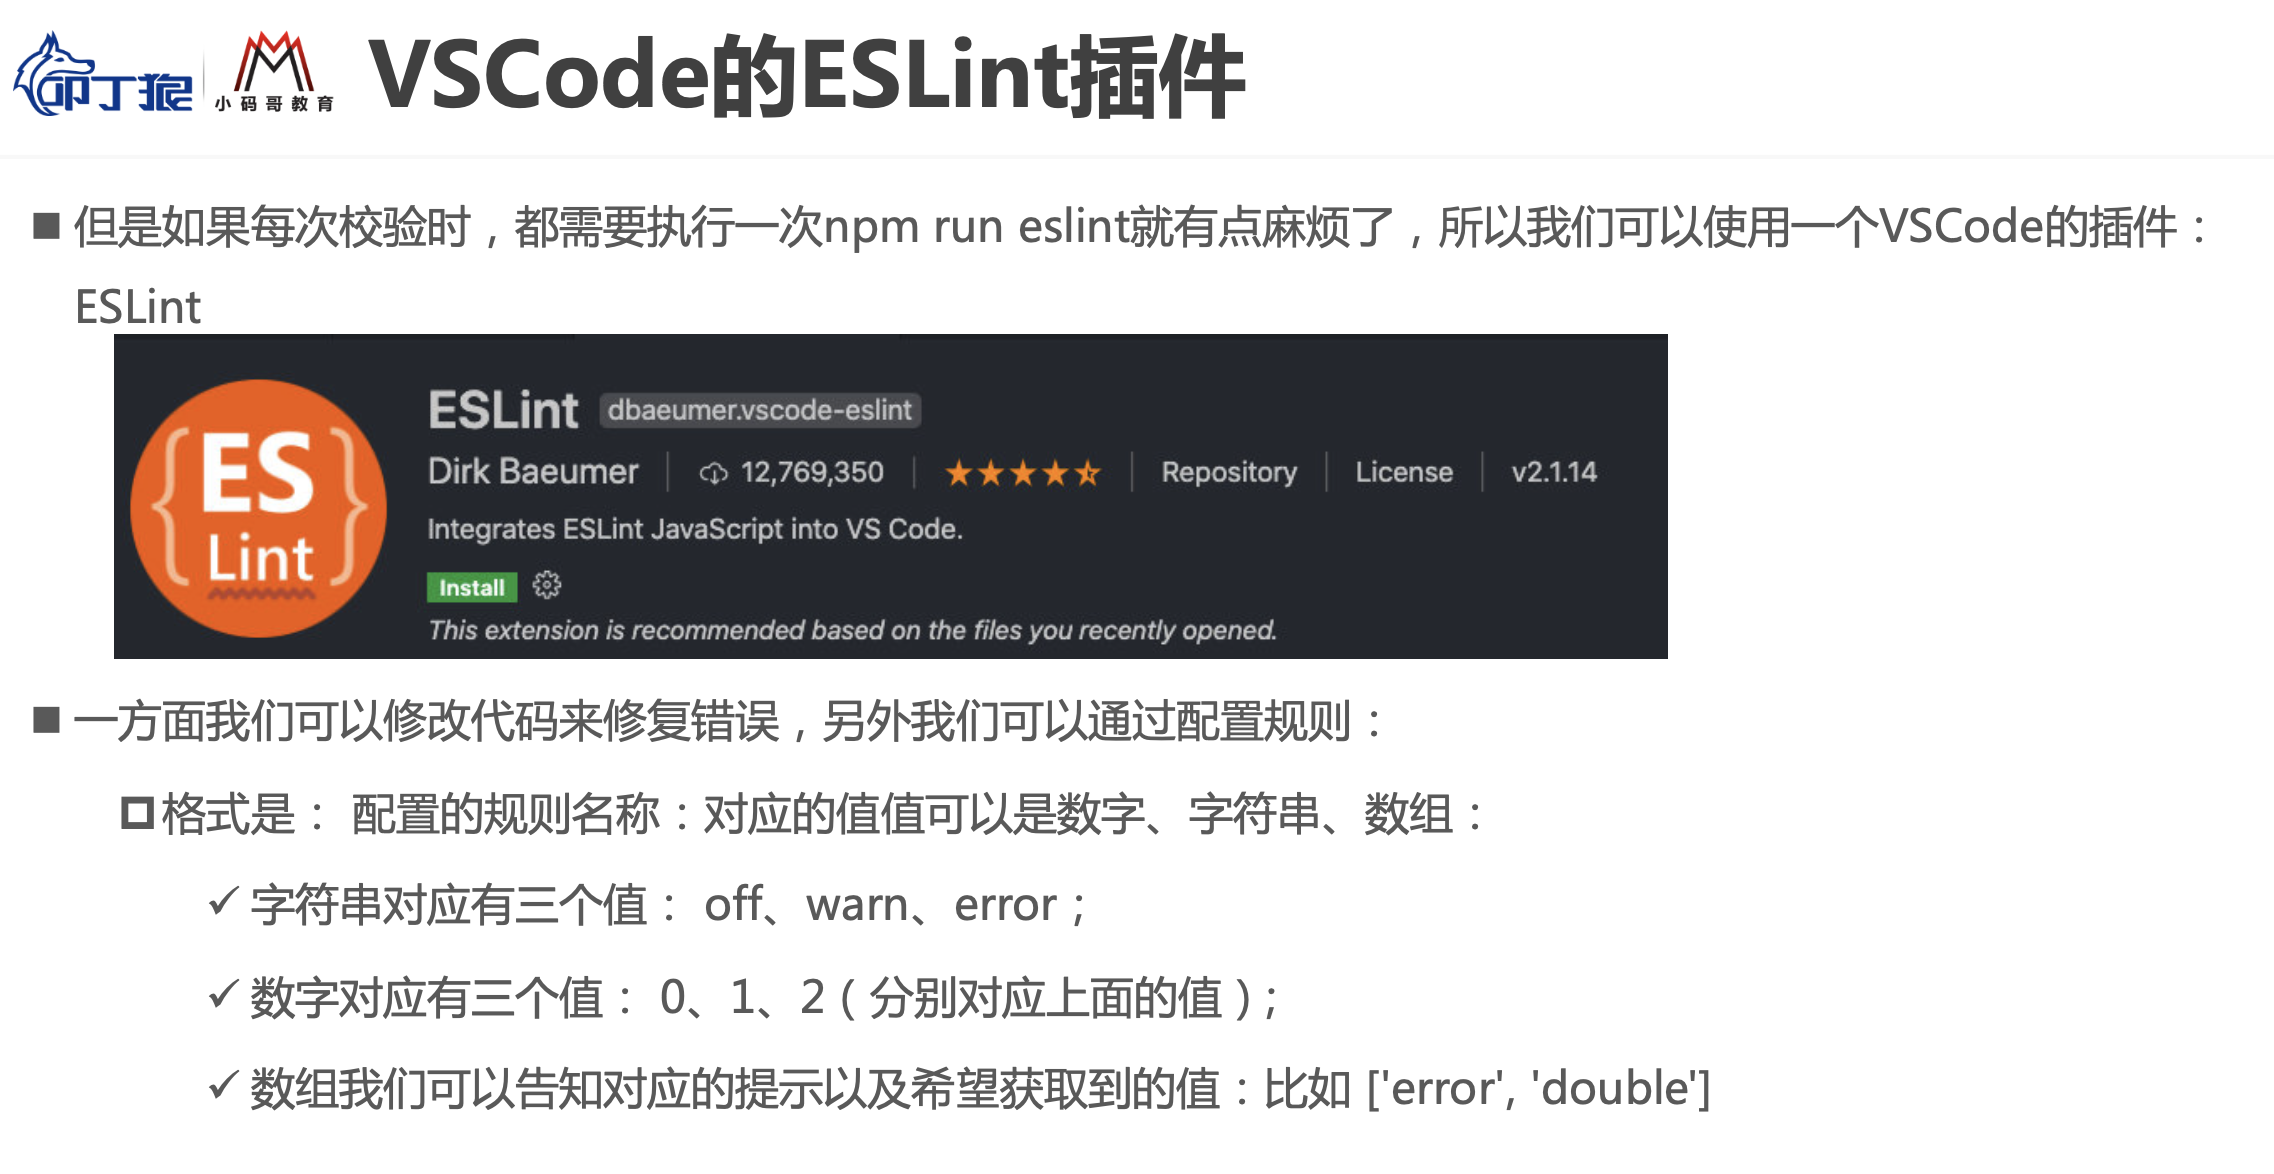 叩丁狼
小码哥教育
VSCode的ESLint插件
但是如果每次校验时，都需要执行一次npm run eslint就有点麻烦了，所以我们可以使用一个VSCode的插件：
ESLint
{ES Lint}
ESLint dbaeumer.vscode-eslint
Dirk Baeumer | 12,769,350 | Repository | License | v2.1.14
Integrates ESLint JavaScript into VS Code.
Install
This extension is recommended based on the files you recently opened.
一方面我们可以修改代码来修复错误，另外我们可以通过配置规则：
格式是： 配置的规则名称：对应的值值可以是数字、字符串、数组：
字符串对应有三个值： off、warn、error；
数字对应有三个值： 0、1、2（分别对应上面的值）；
数组我们可以告知对应的提示以及希望获取到的值：比如 ['error', 'double']